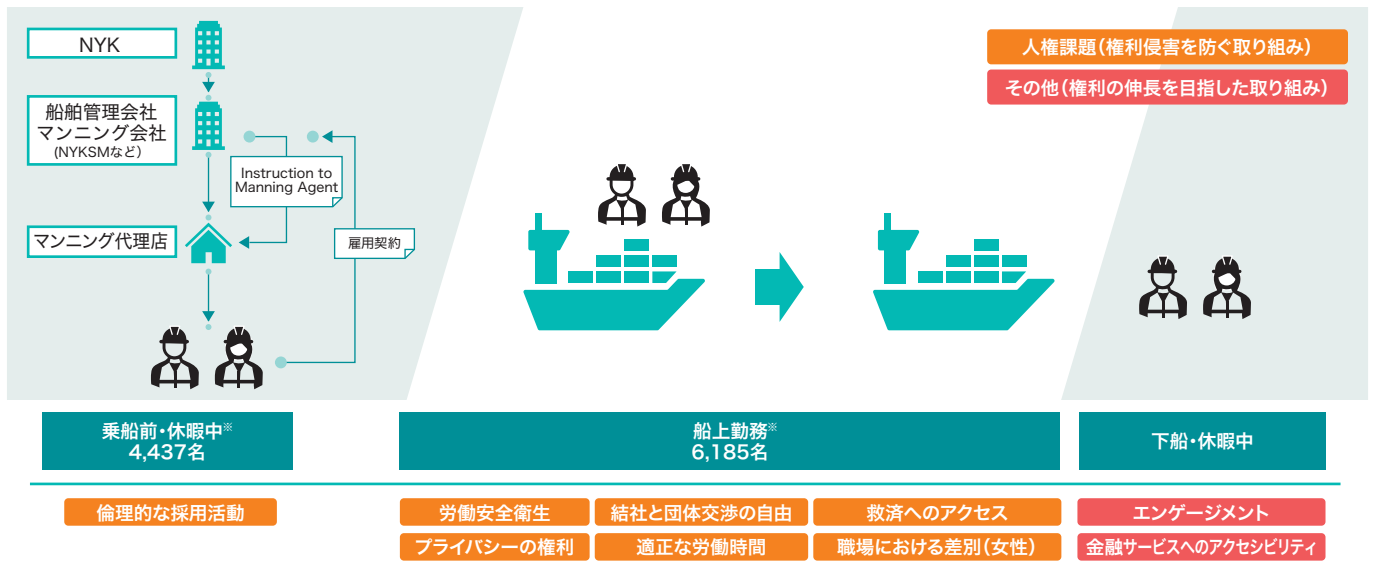 NYK
船舶管理会社
マンニング会社
(NYKSMなど)
マンニング代理店
Instruction to
Manning Agent
雇用契約
人権課題(権利侵害を防ぐ取り組み)
その他(権利の伸長を目指した取り組み)
乗船前・休暇中※
4,437名
船上勤務※
6,185名
下船・休暇中
倫理的な採用活動
労働安全衛生
結社と団体交渉の自由
救済へのアクセス
エンゲージメント
プライバシーの権利
適正な労働時間
職場における差別(女性)
金融サービスへのアクセシビリティ